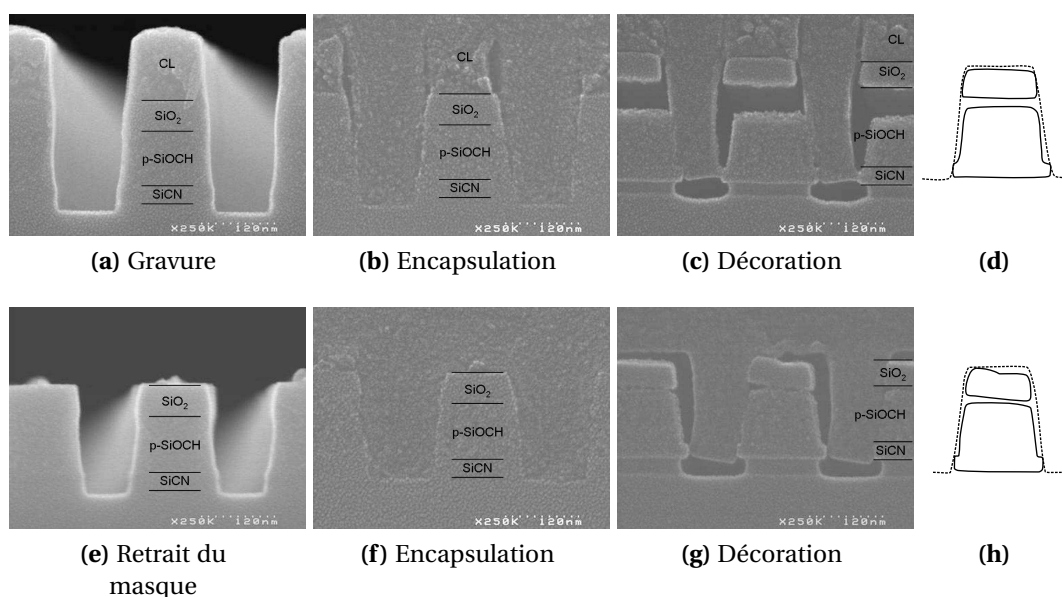 CL
SiO₂
p-SiOCH
SiCN
X250K 120nm
CL
SiO₂
p-SiOCH
SiCN
X250K 120nm
CL
SiO₂
p-SiOCH
SiCN
X250K 120nm
(a) Gravure
(b) Encapsulation
(c) Décoration
(d)
SiO₂
p-SiOCH
SiCN
X250K 120nm
SiO₂
p-SiOCH
SiCN
X250K 120nm
SiO₂
p-SiOCH
SiCN
X250K 120nm
(e) Retrait du
masque
(f) Encapsulation
(g) Décoration
(h)